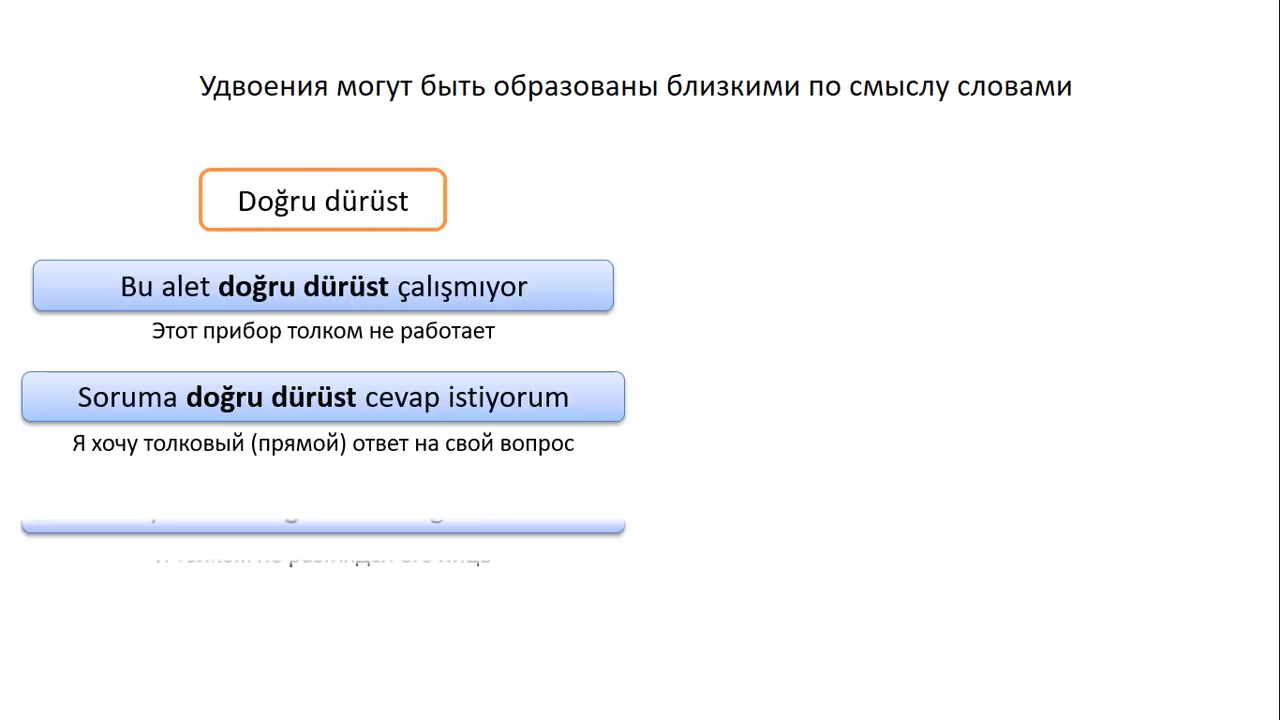 Удвоения могут быть образованы близкими по смыслу словами
Doğru dürüst
Bu alet doğru dürüst çalışmıyor
Этот прибор толком не работает
Soruma doğru dürüst cevap istiyorum
Я хочу толковый (прямой) ответ на свой вопрос